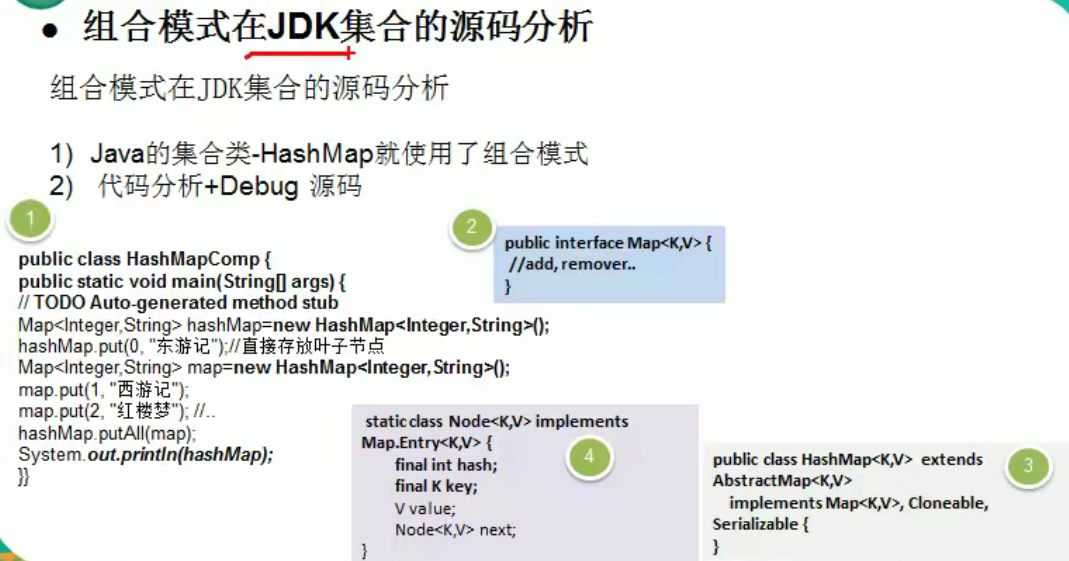 ● 组合模式在JDK集合的源码分析
组合模式在JDK集合的源码分析
1) Java的集合类-HashMap就使用了组合模式
2) 代码分析+Debug 源码
1
public class HashMapComp {
public static void main(String[] args) {
// TODO Auto-generated method stub
Map<Integer,String> hashMap=new HashMap<Integer,String>();
hashMap.put(0, "东游记");//直接存放叶子节点
Map<Integer,String> map=new HashMap<Integer,String>();
map.put(1, "西游记");
map.put(2, "红楼梦"); //..
hashMap.putAll(map);
System.out.println(hashMap);
}}
2
public interface Map<K,V> {
//add, remover..
}
static class Node<K,V> implements
Map.Entry<K,V> {
final int hash;
final K key;
V value;
Node<K,V> next;
}
4
public class HashMap<K,V> extends
AbstractMap<K,V>
implements Map<K,V>, Cloneable,
Serializable {
}
3